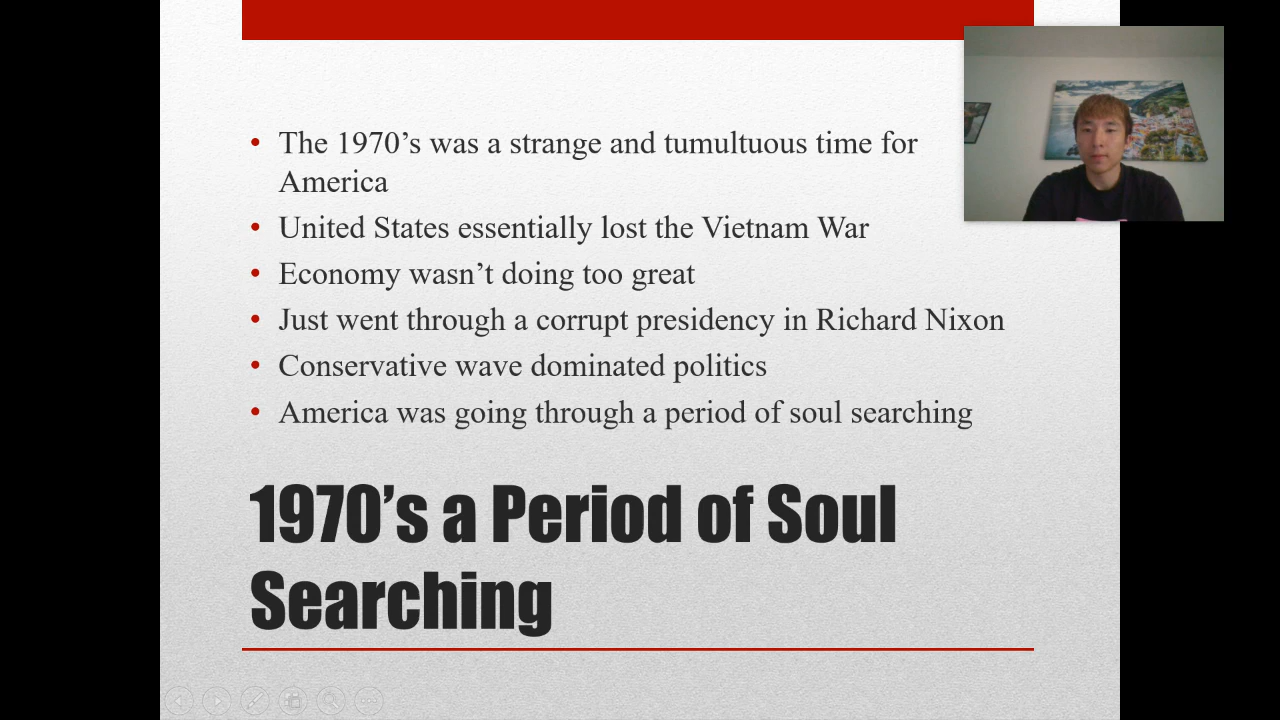 The 1970’s was a strange and tumultuous time for
America
United States essentially lost the Vietnam War
Economy wasn’t doing too great
Just went through a corrupt presidency in Richard Nixon
Conservative wave dominated politics
America was going through a period of soul searching
1970’s a Period of Soul
Searching